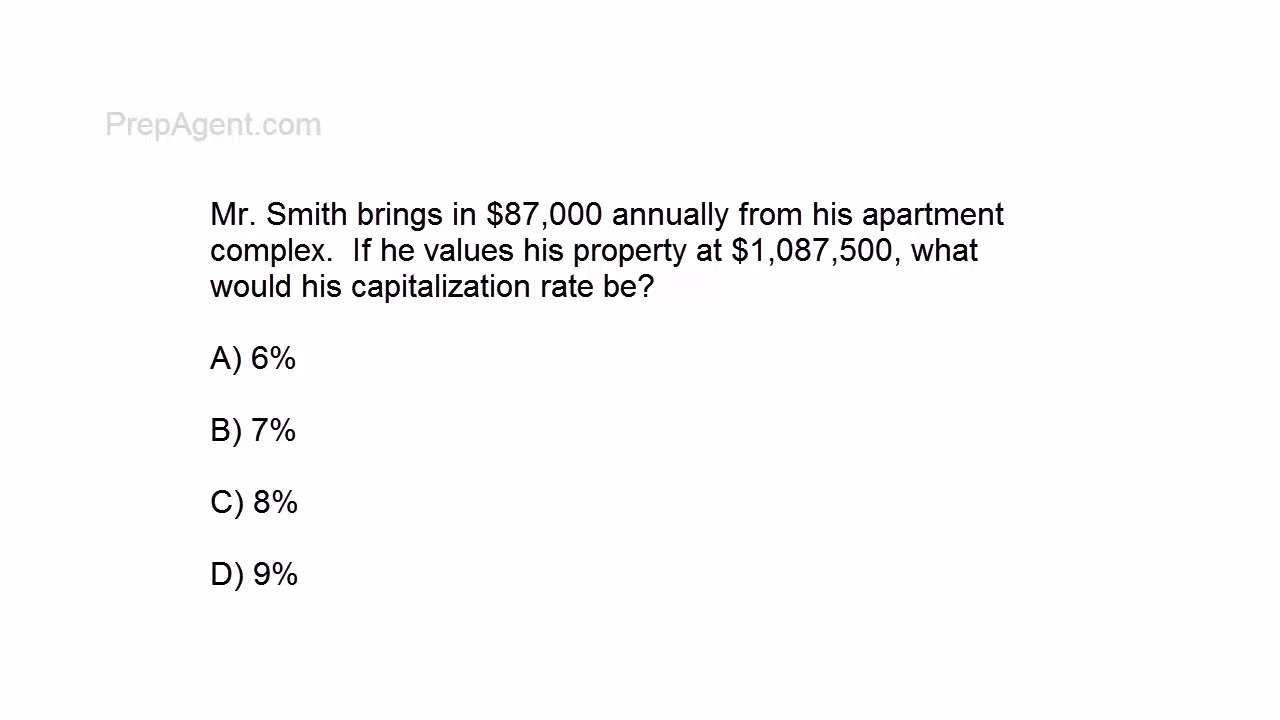 PrepAgent.com
Mr. Smith brings in $87,000 annually from his apartment
complex.  If he values his property at $1,087,500, what
would his capitalization rate be?
A) 6%
B) 7%
C) 8%
D) 9%